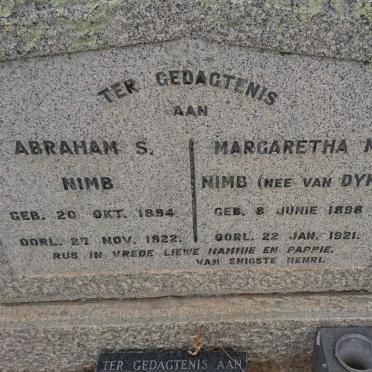 TER GEDAGTENIS
AAN
ABRAHAM S.
NIMB
GEB. 20 OKT. 1894.
OORL. 27 NOV. 1922.
MARGARETHA
NIMB (NEE VAN
GEB. 8 JUNIE 1898
OORL. 22 JAN. 1921.
RUS IN VREDE LIEWE MAMMIE EN PAPPIE.
VAN ENIGSTE HENRI.
TER GEDAGTENIS AAN